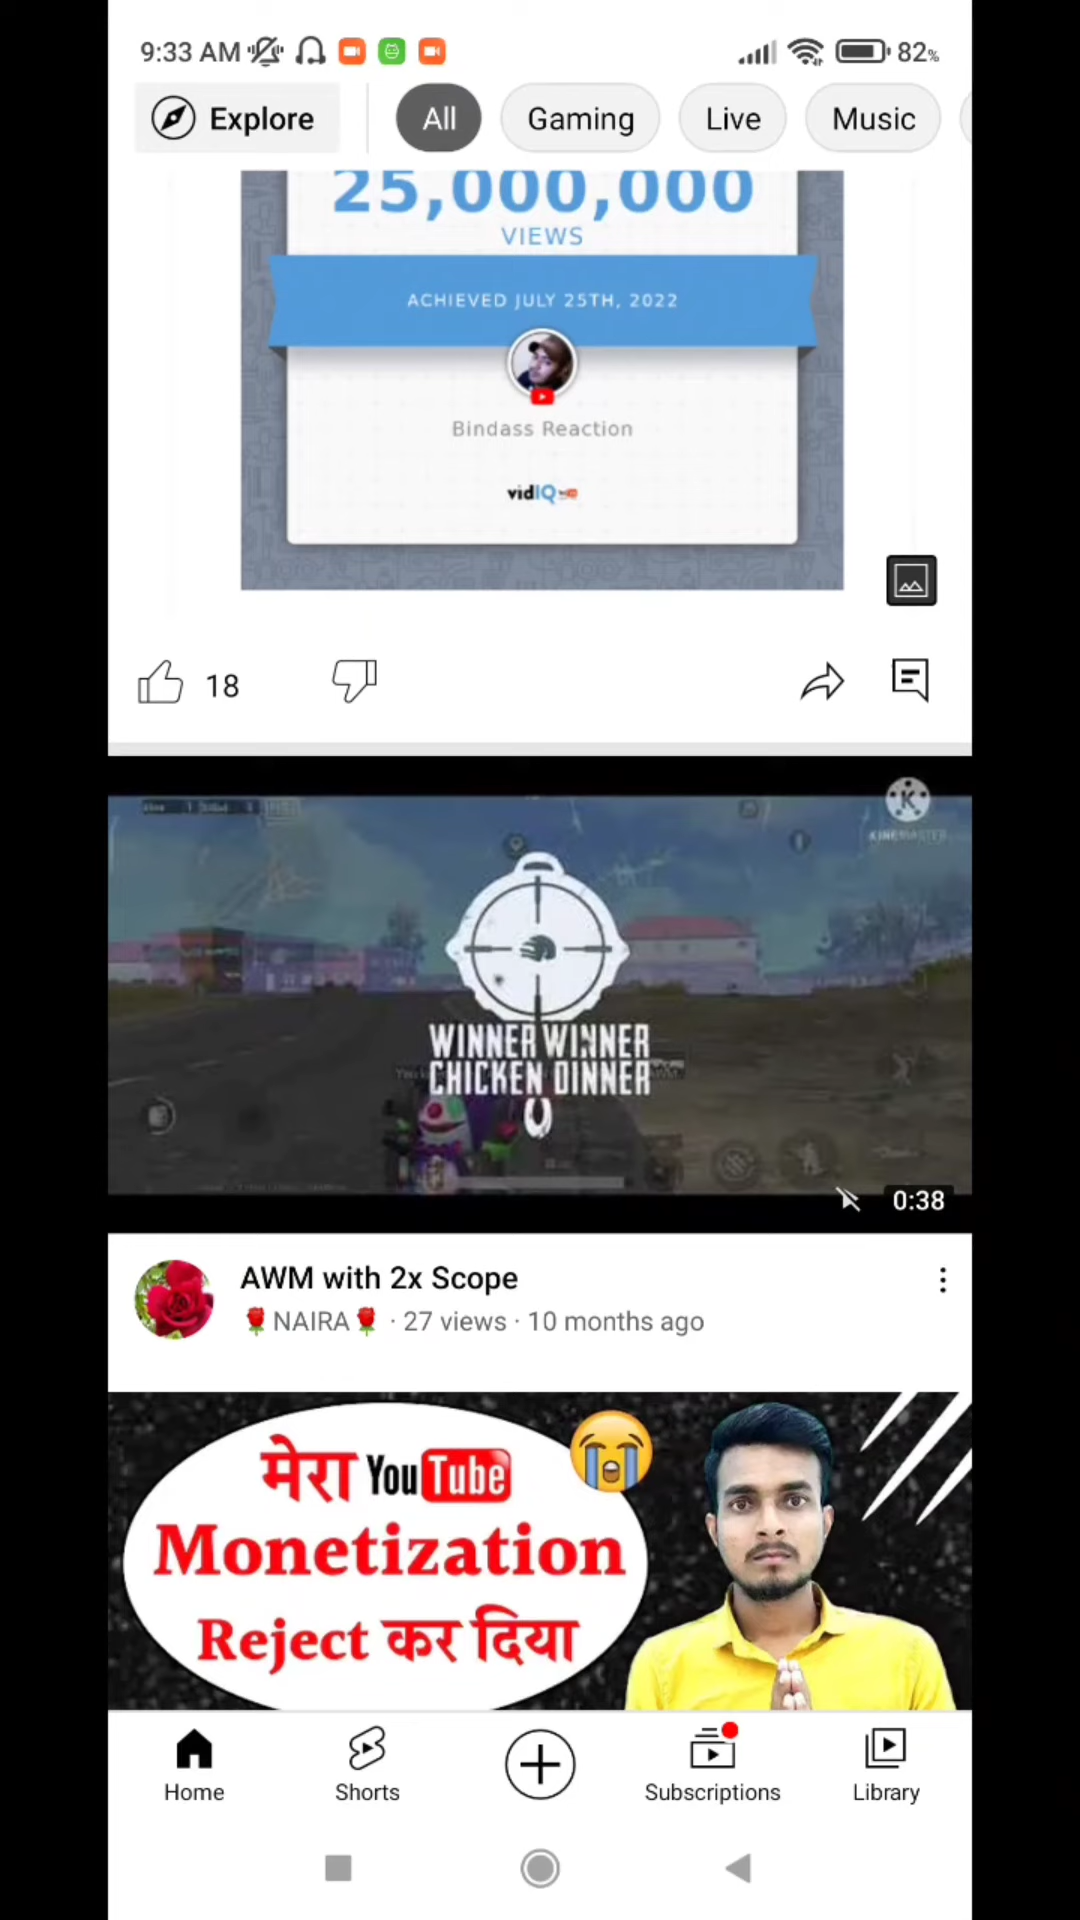 9:33 AM
82%
Explore
All
Gaming
Live
Music
25,000,000
VIEWS
ACHIEVED JULY 25TH, 2022
Bindass Reaction
vidIQ
18
KINEMASTER
WINNER WINNER
CHICKEN DINNER
0:38
AWM with 2x Scope
🌹NAIRA🌹 · 27 views · 10 months ago
मेरा YouTube
Monetization
Reject कर दिया
Home
Shorts
Subscriptions
Library